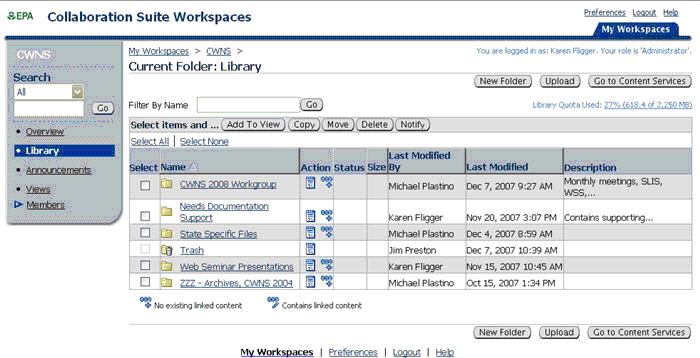 EPA Collaboration Suite Workspaces
Preferences Logout Help
My Workspaces
CWNS
Search
All
Go
Overview
Library
Announcements
Views
Members
My Workspaces > CWNS >
You are logged in as: Karen Fligger. Your role is 'Administrator'.
Current Folder: Library
New Folder Upload Go to Content Services
Filter By Name Go
Library Quota Used: 27% (618.4 of 2,250 MB)
Select items and ... Add To View Copy Move Delete Notify
Select All | Select None
Select Name Action Status Size Last Modified By Last Modified Description
CWNS 2008 Workgroup Michael Plastino Dec 7, 2007 9:27 AM Monthly meetings, SLIS, WSS,...
Needs Documentation Support Karen Fligger Nov 20, 2007 3:07 PM Contains supporting...
State Specific Files Michael Plastino Dec 4, 2007 8:59 AM
Trash Jim Preston Dec 7, 2007 10:39 AM
Web Seminar Presentations Karen Fligger Nov 15, 2007 10:45 AM
ZZZ - Archives, CWNS 2004 Michael Plastino Oct 15, 2007 1:34 PM
No existing linked content Contains linked content
New Folder Upload Go to Content Services
My Workspaces | Preferences | Logout | Help